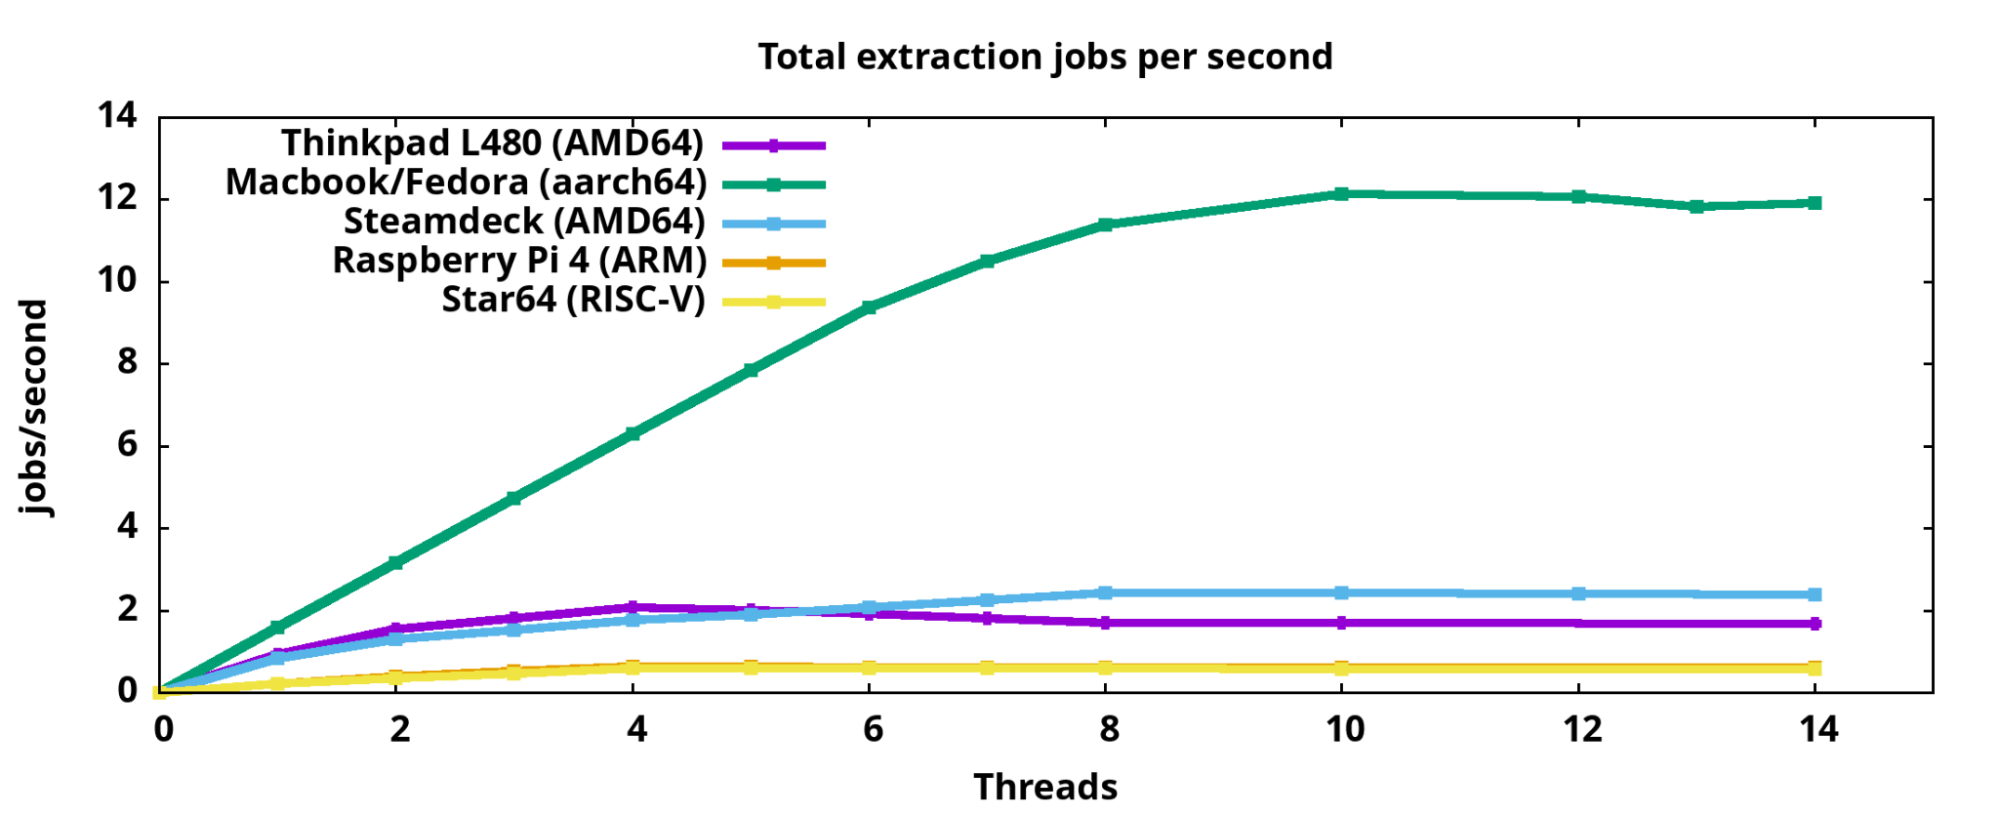 Total extraction jobs per second
14
12
10
8
6
4
2
0
jobs/second
Thinkpad L480 (AMD64)
Macbook/Fedora (aarch64)
Steamdeck (AMD64)
Raspberry Pi 4 (ARM)
Star64 (RISC-V)
0 2 4 6 8 10 12 14
Threads